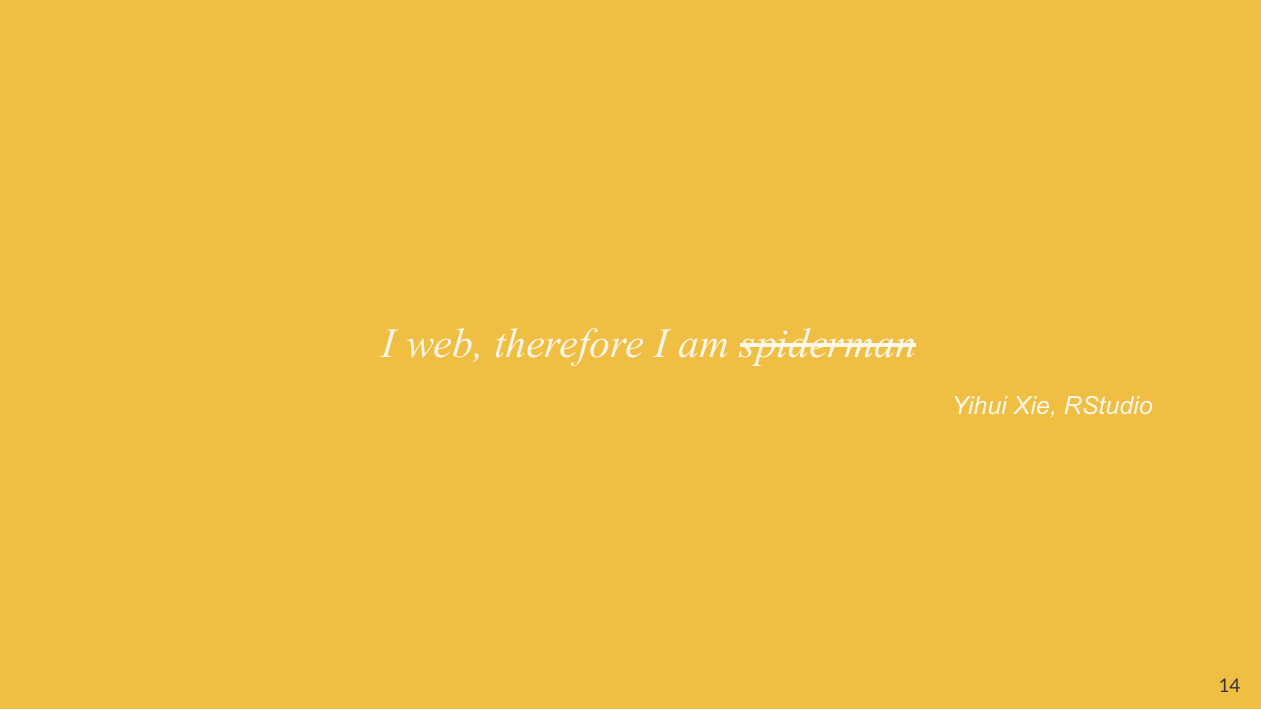 I web, therefore I am spiderman
Yihui Xie, RStudio
14